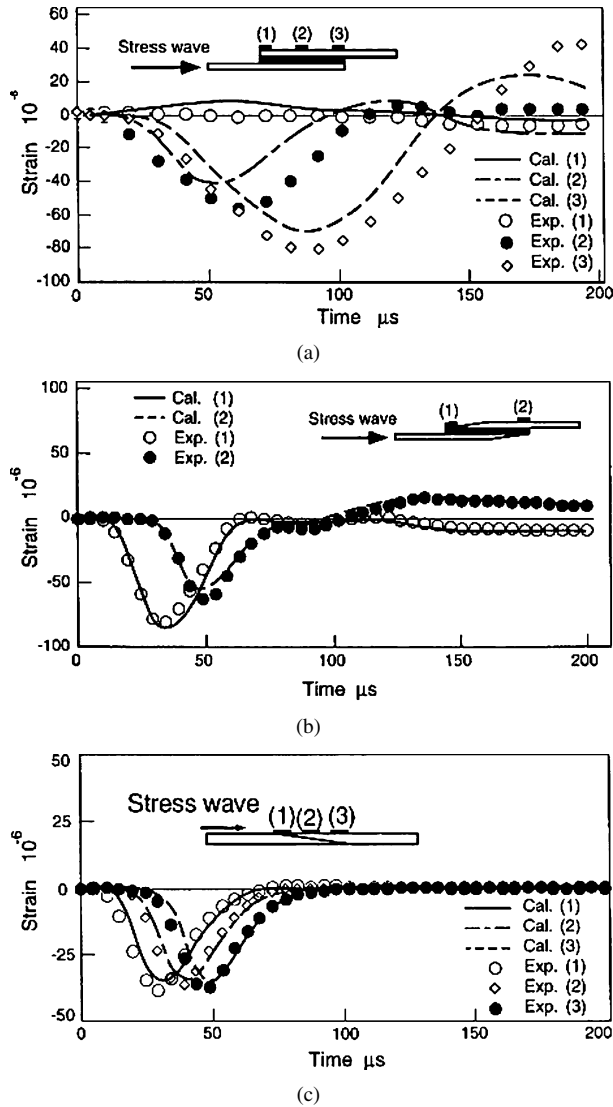 60
40
20
0
-20
-40
-60
-80
-100
Strain 10⁻⁶
(1) (2) (3)
Stress wave
Cal. (1)
Cal. (2)
Cal. (3)
Exp. (1)
Exp. (2)
Exp. (3)
0 50 100 150 200
Time μs
(a)
100
50
0
-50
-100
Strain 10⁻⁶
Cal. (1)
Cal. (2)
Exp. (1)
Exp. (2)
(1) (2)
Stress wave
0 50 100 150 200
Time μs
(b)
50
25
0
-25
-50
Strain 10⁻⁶
Stress wave (1) (2) (3)
Cal. (1)
Cal. (2)
Cal. (3)
Exp. (1)
Exp. (2)
Exp. (3)
0 50 100 150 200
Time μs
(c)